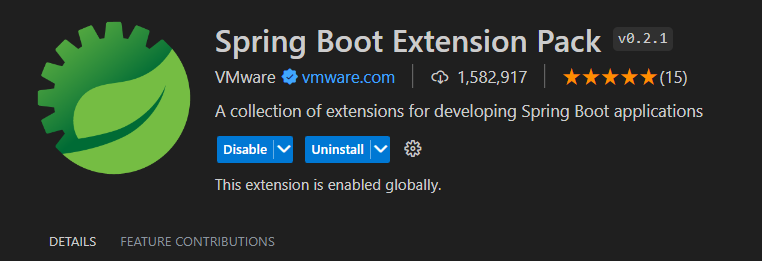 Spring Boot Extension Pack v0.2.1
VMware vmware.com 1,582,917 (15)
A collection of extensions for developing Spring Boot applications
Disable Uninstall
This extension is enabled globally.
DETAILS FEATURE CONTRIBUTIONS